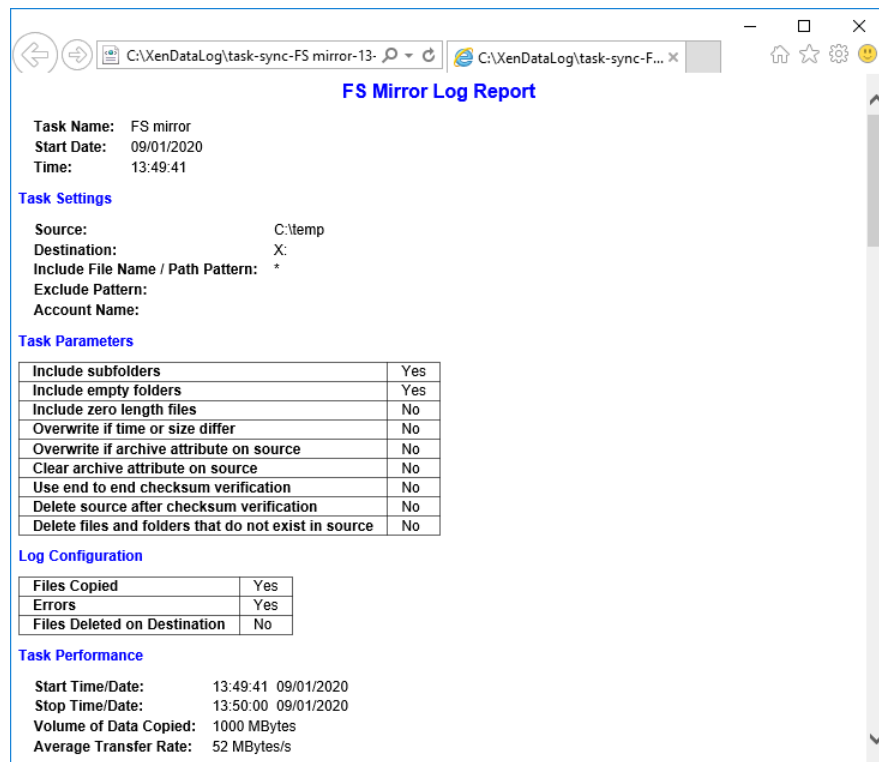 C:\XenDataLog\task-sync-FS mirror-13-
C:\XenDataLog\task-sync-F...
FS Mirror Log Report
Task Name: FS mirror
Start Date: 09/01/2020
Time: 13:49:41
Task Settings
Source: C:\temp
Destination: X:
Include File Name / Path Pattern: *
Exclude Pattern:
Account Name:
Task Parameters
Include subfolders Yes
Include empty folders Yes
Include zero length files No
Overwrite if time or size differ No
Overwrite if archive attribute on source No
Clear archive attribute on source No
Use end to end checksum verification No
Delete source after checksum verification No
Delete files and folders that do not exist in source No
Log Configuration
Files Copied Yes
Errors Yes
Files Deleted on Destination No
Task Performance
Start Time/Date: 13:49:41 09/01/2020
Stop Time/Date: 13:50:00 09/01/2020
Volume of Data Copied: 1000 MBytes
Average Transfer Rate: 52 MBytes/s